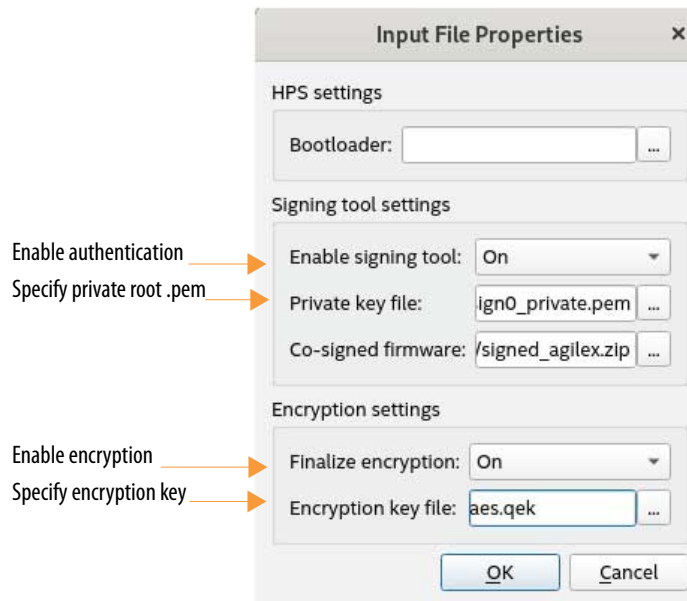 Input File Properties ×
HPS settings
Bootloader: ...
Signing tool settings
Enable authentication
Enable signing tool: On
Specify private root .pem
Private key file: ign0_private.pem ...
Co-signed firmware: /signed_agilex.zip ...
Encryption settings
Enable encryption
Finalize encryption: On
Specify encryption key
Encryption key file: aes.qek ...
OK Cancel